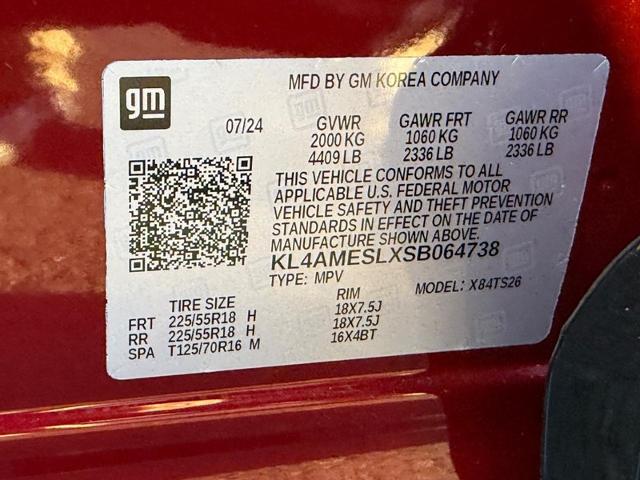 gm
MFD BY GM KOREA COMPANY
07/24 GVWR GAWR FRT GAWR RR
2000 KG 1060 KG 1060 KG
4409 LB 2336 LB 2336 LB
THIS VEHICLE CONFORMS TO ALL
APPLICABLE U.S. FEDERAL MOTOR
VEHICLE SAFETY AND THEFT PREVENTION
STANDARDS IN EFFECT ON THE DATE OF
MANUFACTURE SHOWN ABOVE.
KL4AMESLXSB064738
TYPE: MPV MODEL: X84TS26
TIRE SIZE RIM
FRT 225/55R18 H 18X7.5J
RR 225/55R18 H 18X7.5J
SPA T125/70R16 M 16X4BT